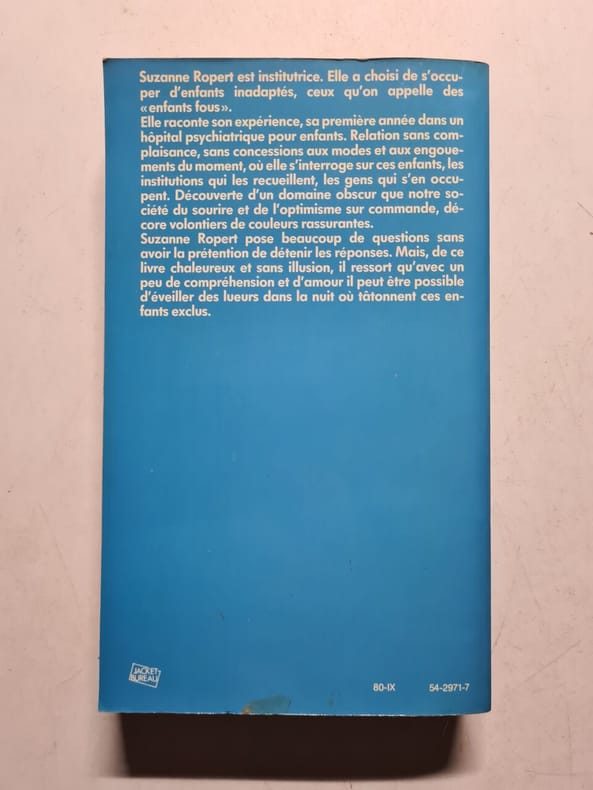 Suzanne Ropert est institutrice. Elle a choisi de s'occu-
per d'enfants inadaptés, ceux qu'on appelle des
«enfants fous».
Elle raconte son expérience, sa première année dans un
hôpital psychiatrique pour enfants. Relation sans com-
plaisance, sans concessions aux modes et aux engoue-
ments du moment, où elle s'interroge sur ces enfants, les
institutions qui les recueillent, les gens qui s'en occu-
pent. Découverte d'un domaine obscur que notre so-
ciété du sourire et de l'optimisme sur commande, dé-
core volontiers de couleurs rassurantes.
Suzanne Ropert pose beaucoup de questions sans
avoir la prétention de détenir les réponses. Mais, de ce
livre chaleureux et sans illusion, il ressort qu'avec un
peu de compréhension et d'amour il peut être possible
d'éveiller des lueurs dans la nuit où tâtonnent ces en-
fants exclus.
JACKET
BUREAU
80-IX 54-2971-7